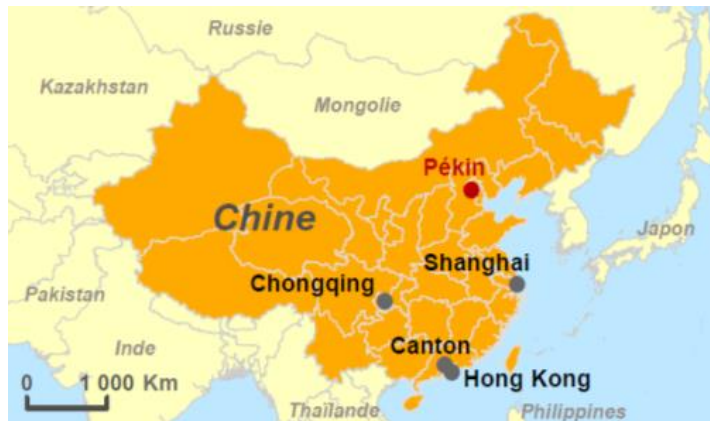 Russie
Kazakhstan
Mongolie
Pékin
Chine
Japon
Shanghai
Chongqing
Pakistan
Canton
Inde
0 1 000 Km
Hong Kong
Thaïlande
Philippines